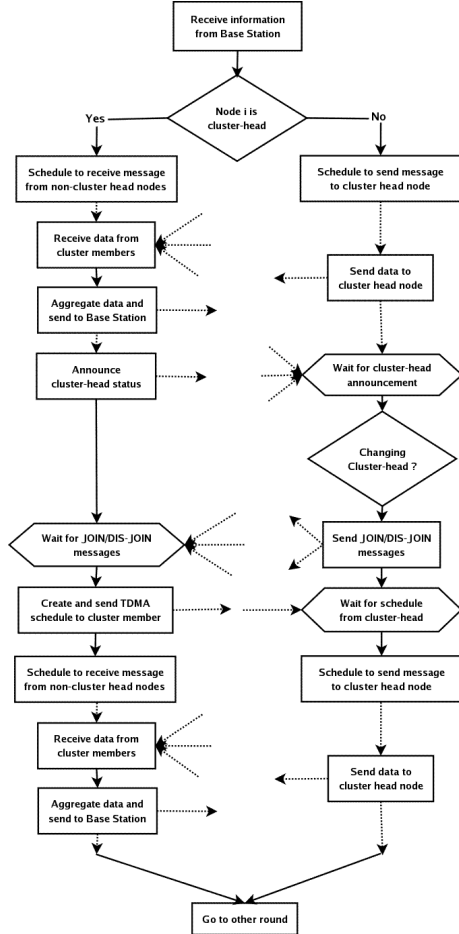 Receive information
from Base Station
Node i is
cluster-head
Yes
No
Schedule to receive message
from non-cluster head nodes
Schedule to send message
to cluster head node
Receive data from
cluster members
Send data to
cluster head node
Aggregate data and
send to Base Station
Announce
cluster-head status
Wait for cluster-head
announcement
Changing
Cluster-head ?
Wait for JOIN/DIS-JOIN
messages
Send JOIN/DIS-JOIN
messages
Create and send TDMA
schedule to cluster member
Wait for schedule
from cluster-head
Schedule to receive message
from non-cluster head nodes
Schedule to send message
to cluster head node
Receive data from
cluster members
Send data to
cluster head node
Aggregate data and
send to Base Station
Go to other round